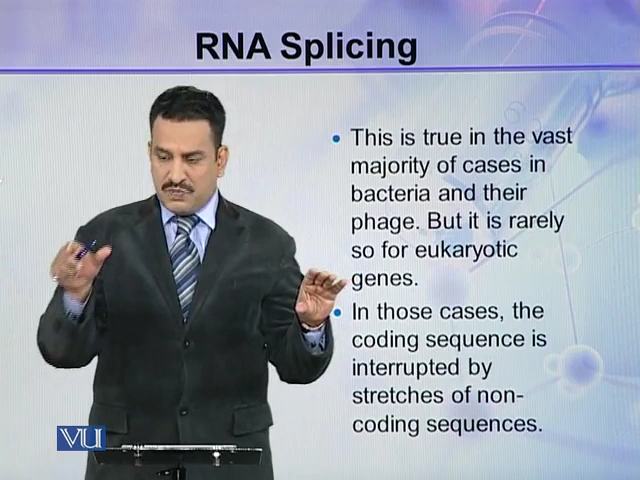 RNA Splicing
• This is true in the vast
majority of cases in
bacteria and their
phage. But it is rarely
so for eukaryotic
genes.
• In those cases, the
coding sequence is
interrupted by
stretches of non-
coding sequences.
VU